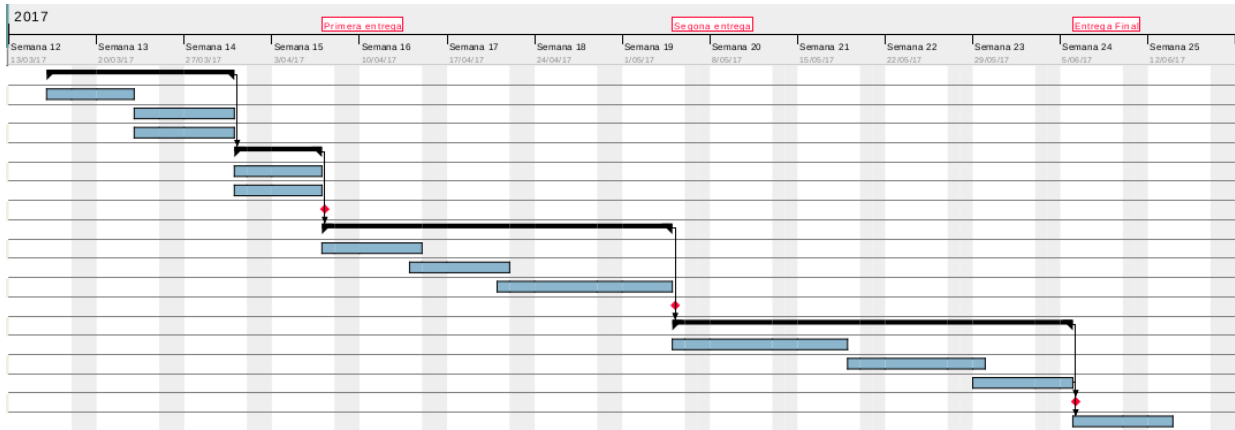 2017
Primera entrega Segona entrega Entrega Final
Semana 12 Semana 13 Semana 14 Semana 15 Semana 16 Semana 17 Semana 18 Semana 19 Semana 20 Semana 21 Semana 22 Semana 23 Semana 24 Semana 25
13/03/17 20/03/17 27/03/17 3/04/17 10/04/17 17/04/17 24/04/17 1/05/17 8/05/17 15/05/17 22/05/17 29/05/17 5/06/17 12/06/17